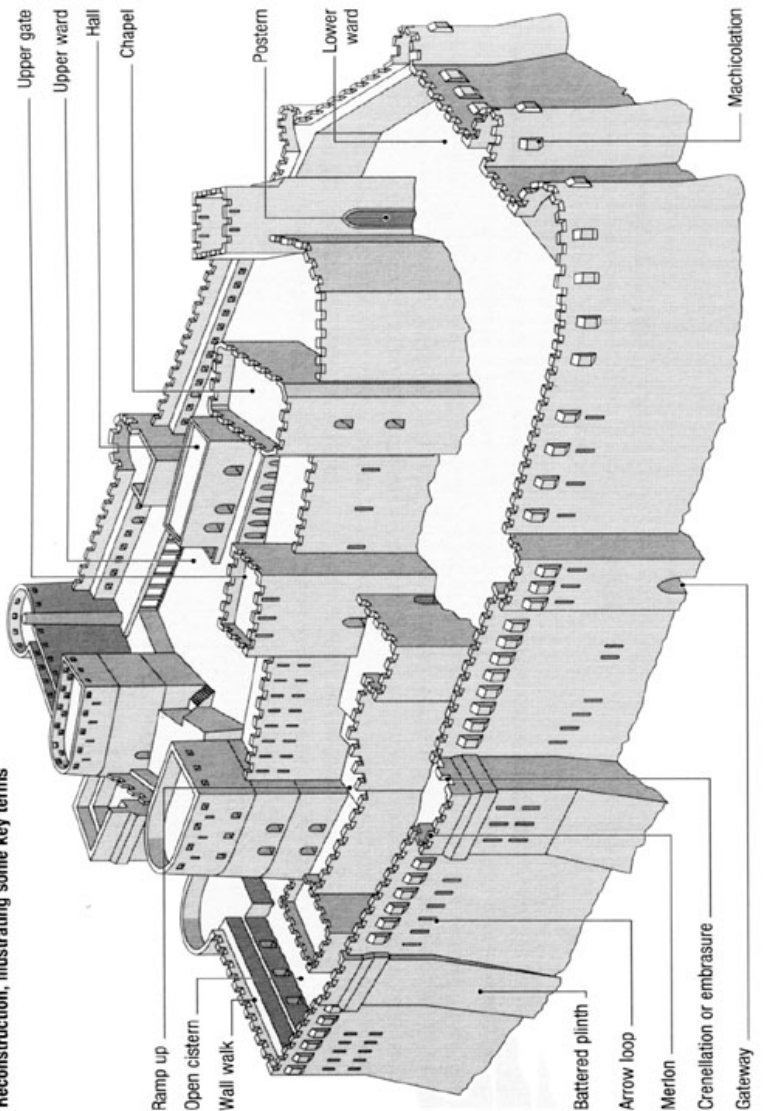 Reconstruction, illustrating some key terms
Upper gate
Upper ward
Hall
Chapel
Postern
Lower
ward
Machicolation
Ramp up
Open cistern
Wall walk
Battered plinth
Arrow loop
Merlon
Crenellation or embrasure
Gateway